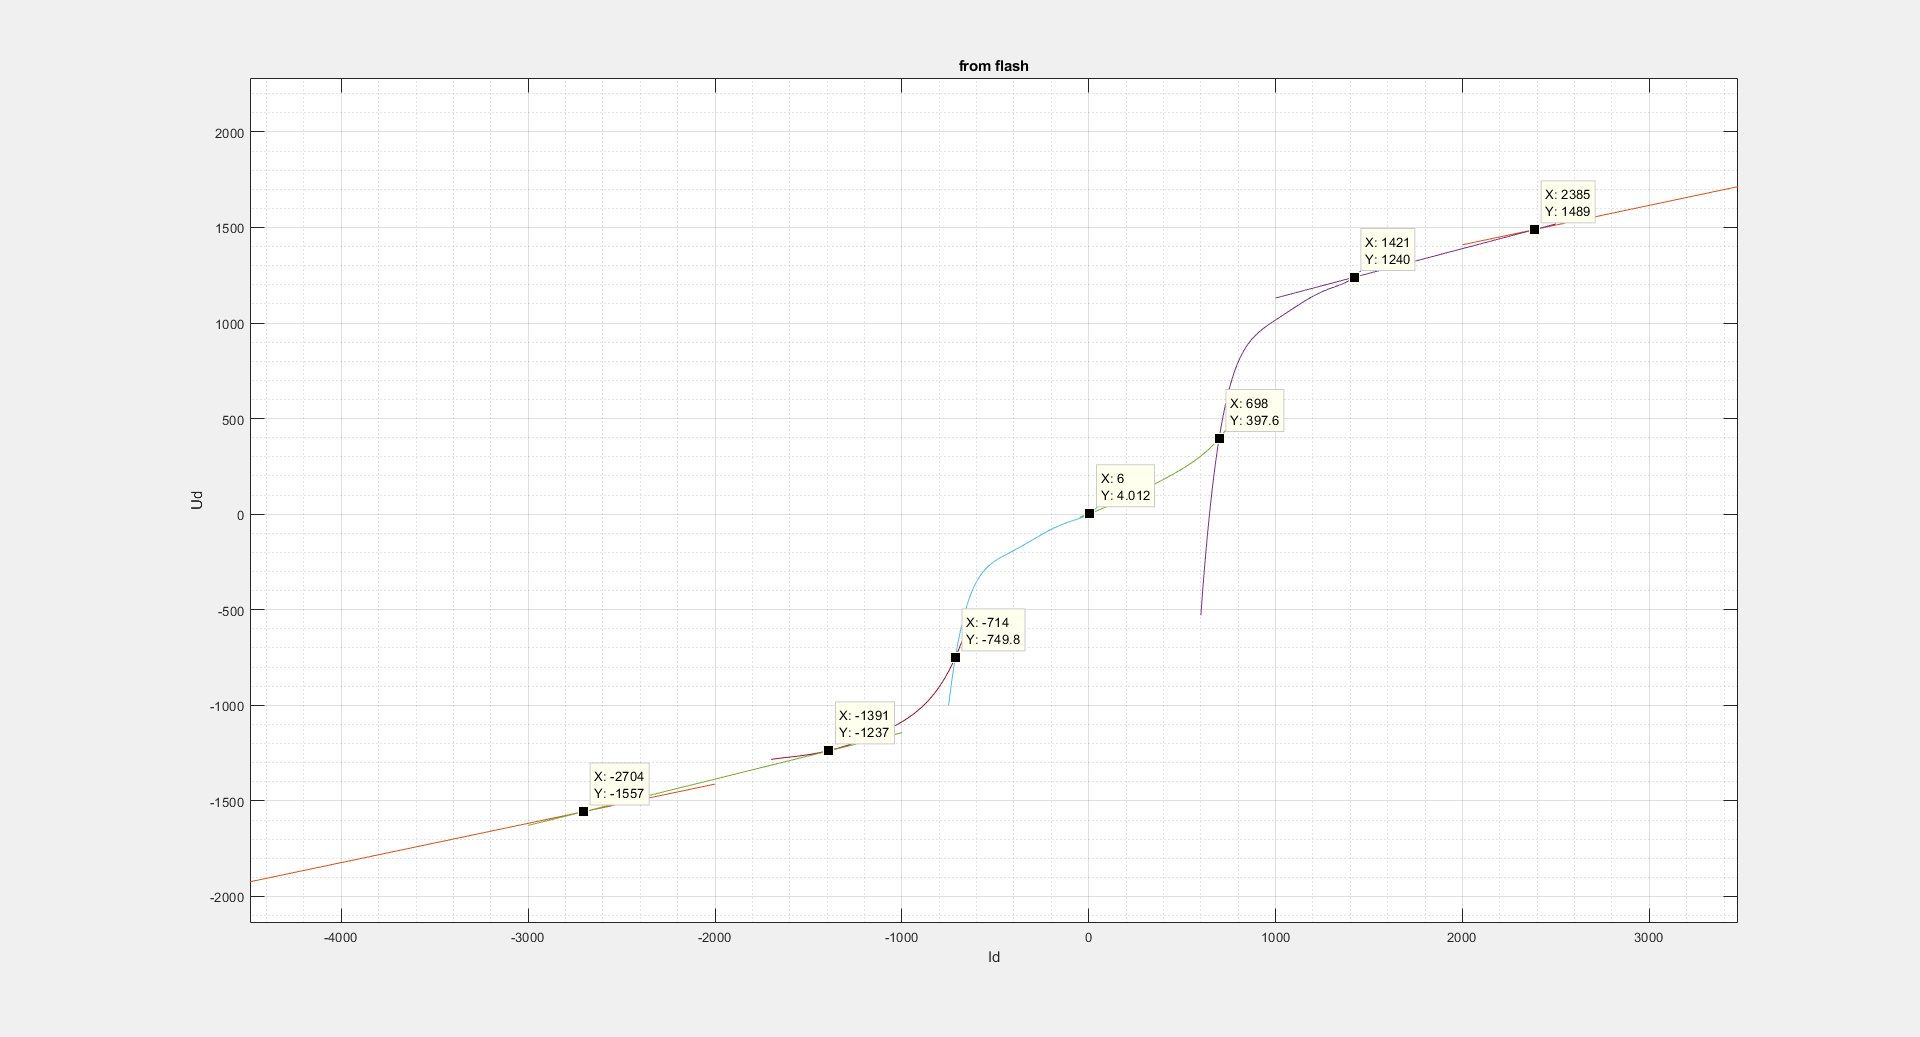 from flash
2000
1500
1000
500
0
-500
-1000
-1500
-2000
Ud
X: 2385
Y: 1489
X: 1421
Y: 1240
X: 698
Y: 397.6
X: 6
Y: 4.012
X: -714
Y: -749.8
X: -1391
Y: -1237
X: -2704
Y: -1557
-4000 -3000 -2000 -1000 0 1000 2000 3000
Id